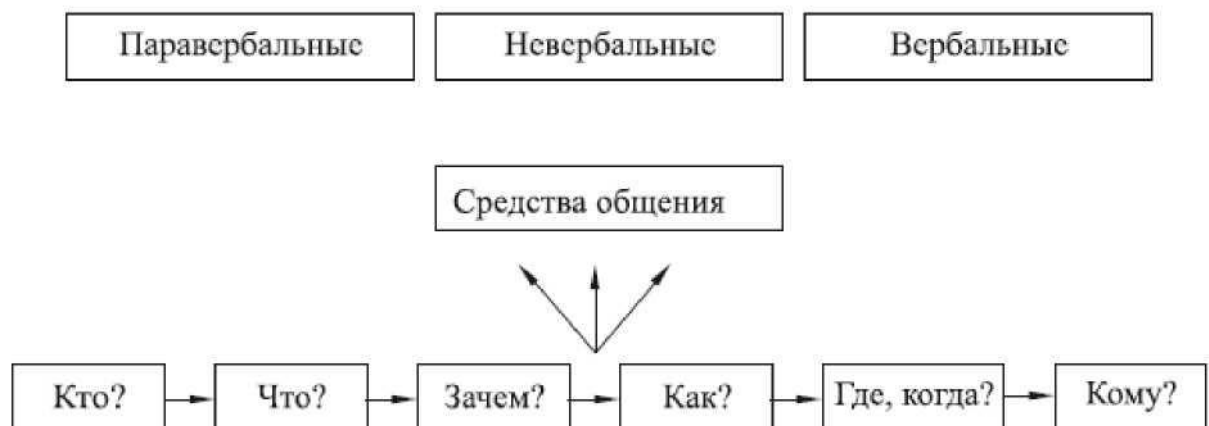 Паравербальные Невербальные Вербальные
Средства общения
Кто? Что? Зачем? Как? Где, когда? Кому?